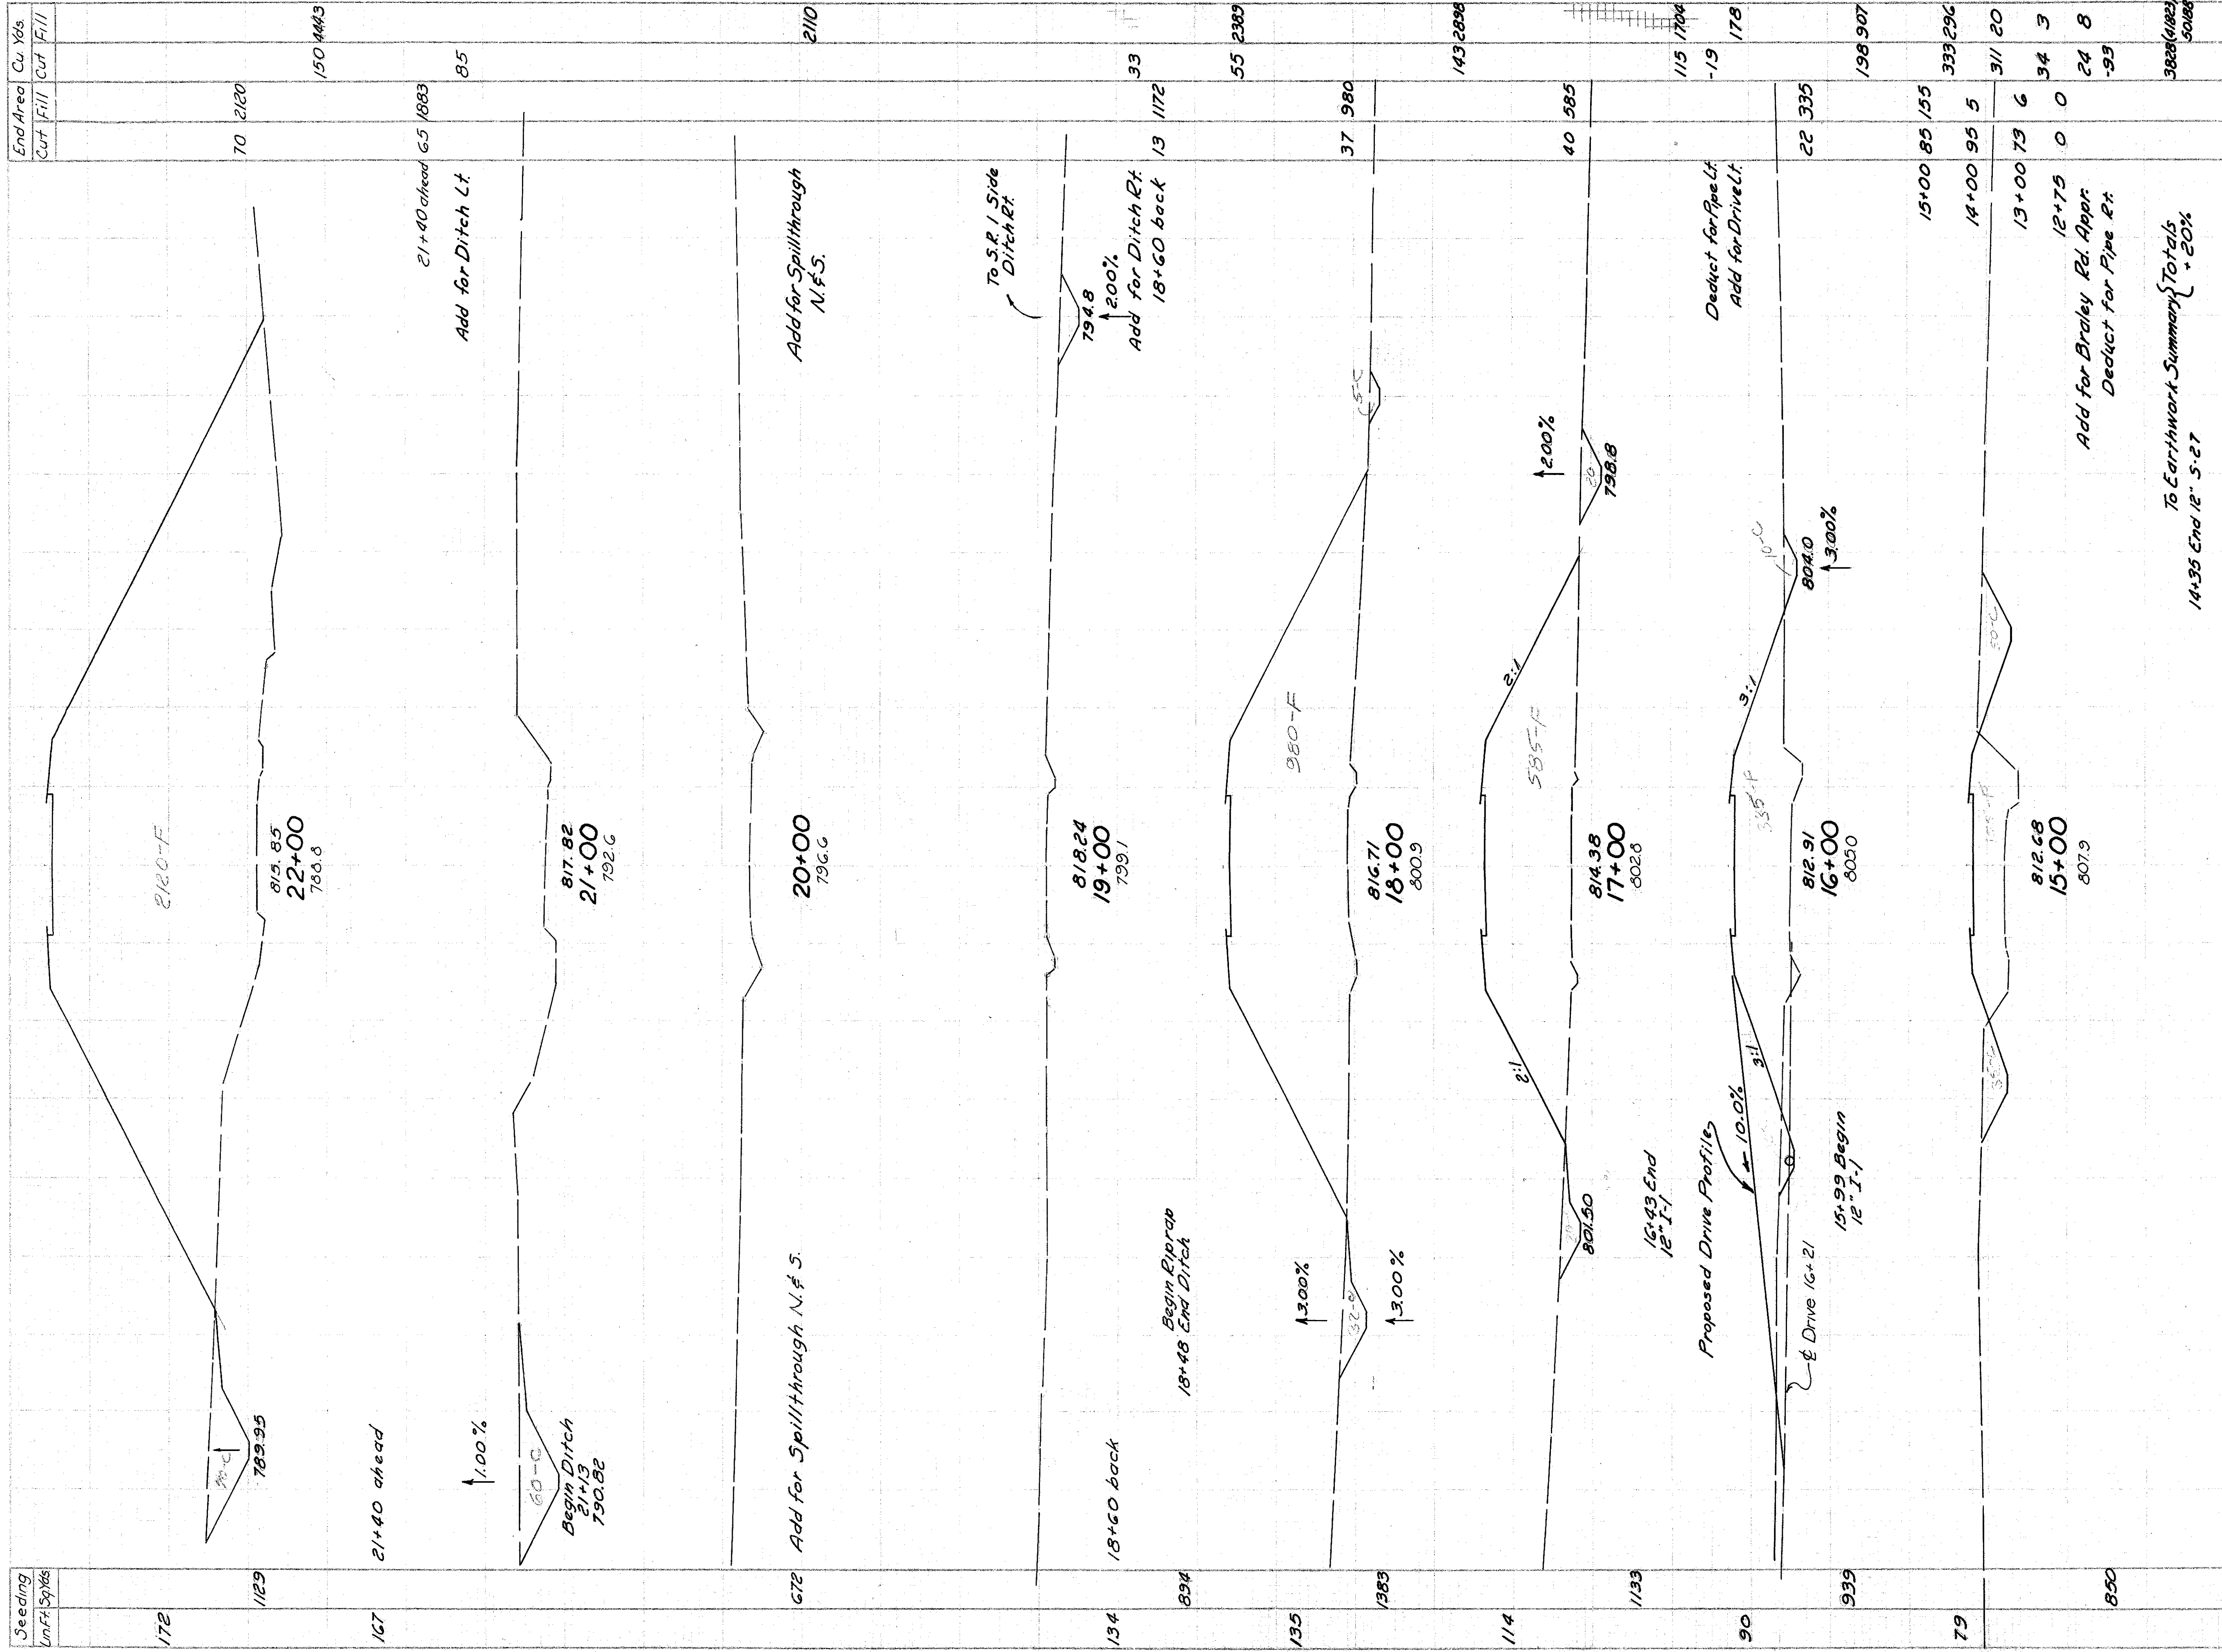 Seeding
Lin.Ft. Sq.Yds
End Area Cu. Yds.
Cut Fill Cut Fill
172
1129
2120-F
815.85
22+00
788.8
90-C
789.95
70 2120
150 4443
167
21+40 ahead
21+40 ahead 65 1883
85
Add for Ditch Lt.
1.00%
60-C
Begin Ditch
21+13
790.82
817.82
21+00
792.6
672
Add for Spillthrough N.&S.
20+00
796.6
Add for Spillthrough
N.&S.
2110
To S.R. 1 Side
Ditch Rt.
794.8
2.00%
818.24
19+00
799.1
134
18+60 back
Add for Ditch Rt.
18+60 back
13 1172
33
894
Begin Riprap
18+48 End Ditch
55 2389
135
3.00%
32-C
3.00%
980-F
816.71
18+00
800.9
5-C
37 980
1383
143 2898
114
2:1
585-F
2:1
2.00%
20
798.8
814.38
17+00
802.8
801.50
40 585
1133
16+43 End
12" I-1
115 1704
-19
178
Deduct for Pipe Lt.
Add for Drive Lt.
90
Proposed Drive Profile
10.0%
3:1
335-F
3:1
10-C
804.0
3.00%
812.91
16+00
805.0
22 335
₵ Drive 16+21
15+99 Begin
12" I-1
939
198 907
15+00 85 155
333 296
79
50-C
812.68
15+00
807.9
14+00 95 5
311 20
13+00 73 6
34 3
12+75 0 0
Add for Braley Rd. Appr.
24 8
Deduct for Pipe Rt.
-93
850
To Earthwork Summary {Totals
+20%
3828 (41823)
50188
14+35 End 12" S-27